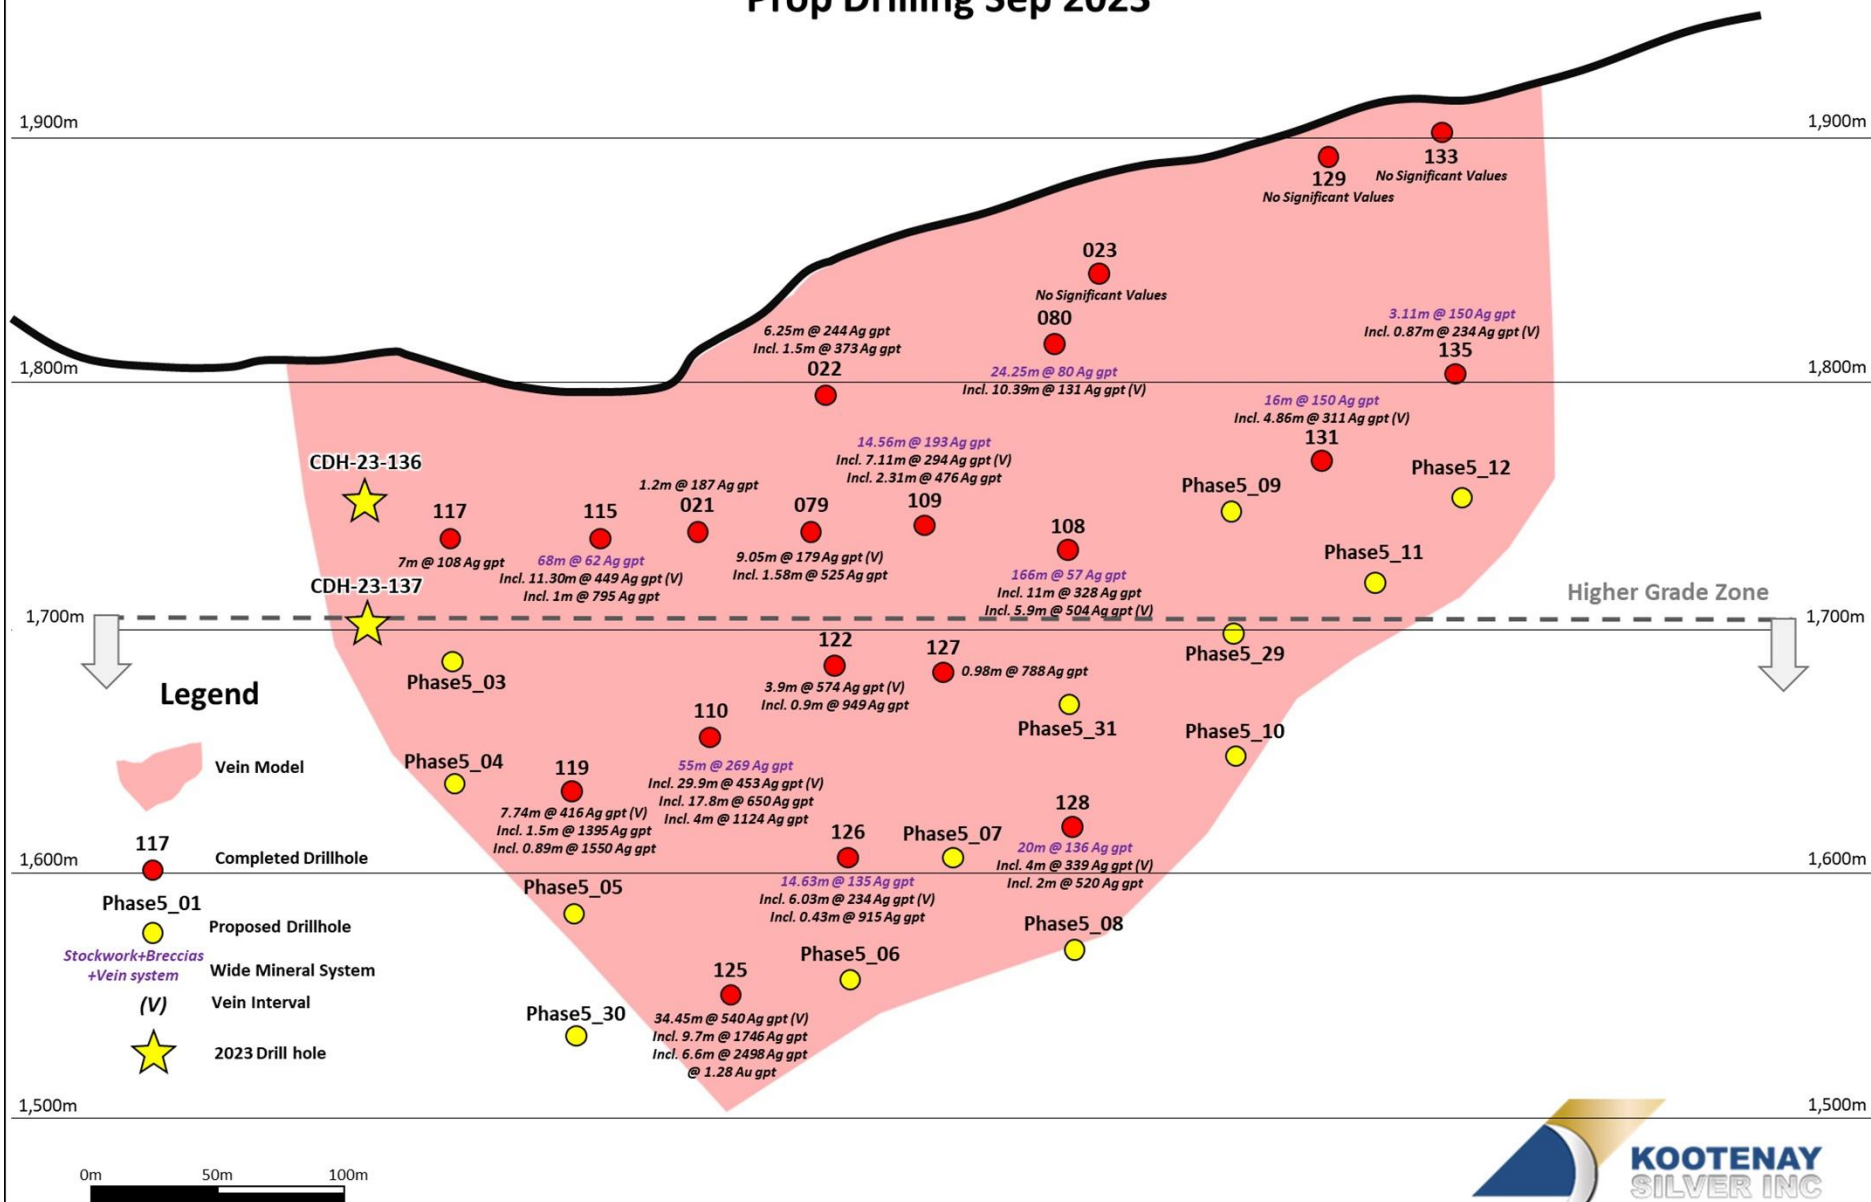 Prop Drilling Sep 2023
1,900m
1,900m
133
No Significant Values
129
No Significant Values
023
No Significant Values
080
24.25m @ 80 Ag gpt
Incl. 10.39m @ 131 Ag gpt (V)
3.11m @ 150 Ag gpt
Incl. 0.87m @ 234 Ag gpt (V)
135
6.25m @ 244 Ag gpt
Incl. 1.5m @ 373 Ag gpt
022
1,800m
1,800m
16m @ 150 Ag gpt
Incl. 4.86m @ 311 Ag gpt (V)
131
14.56m @ 193 Ag gpt
Incl. 7.11m @ 294 Ag gpt (V)
Incl. 2.31m @ 476 Ag gpt
109
CDH-23-136
Phase5_12
Phase5_09
1.2m @ 187 Ag gpt
021
117
7m @ 108 Ag gpt
115
68m @ 62 Ag gpt
Incl. 11.30m @ 449 Ag gpt (V)
Incl. 1m @ 795 Ag gpt
079
9.05m @ 179 Ag gpt (V)
Incl. 1.58m @ 525 Ag gpt
108
166m @ 57 Ag gpt
Incl. 11m @ 328 Ag gpt
Incl. 5.9m @ 504 Ag gpt (V)
Phase5_11
CDH-23-137
Higher Grade Zone
1,700m
1,700m
Phase5_03
122
3.9m @ 574 Ag gpt (V)
Incl. 0.9m @ 949 Ag gpt
127
0.98m @ 788 Ag gpt
Phase5_29
Phase5_31
Phase5_10
110
55m @ 269 Ag gpt
Incl. 29.9m @ 453 Ag gpt (V)
Incl. 17.8m @ 650 Ag gpt
Incl. 4m @ 1124 Ag gpt
Phase5_04
119
7.74m @ 416 Ag gpt (V)
Incl. 1.5m @ 1395 Ag gpt
Incl. 0.89m @ 1550 Ag gpt
128
20m @ 136 Ag gpt
Incl. 4m @ 339 Ag gpt (V)
Incl. 2m @ 520 Ag gpt
126
14.63m @ 135 Ag gpt
Incl. 6.03m @ 234 Ag gpt (V)
Incl. 0.43m @ 915 Ag gpt
Phase5_07
1,600m
1,600m
Phase5_05
Phase5_08
Phase5_06
125
34.45m @ 540 Ag gpt (V)
Incl. 9.7m @ 1746 Ag gpt
Incl. 6.6m @ 2498 Ag gpt
@ 1.28 Au gpt
Phase5_30
1,500m
1,500m
Legend
Vein Model
117
Completed Drillhole
Phase5_01
Proposed Drillhole
Stockwork+Breccias
+Vein system
Wide Mineral System
(V)
Vein Interval
2023 Drill hole
0m 50m 100m
KOOTENAY
SILVER INC